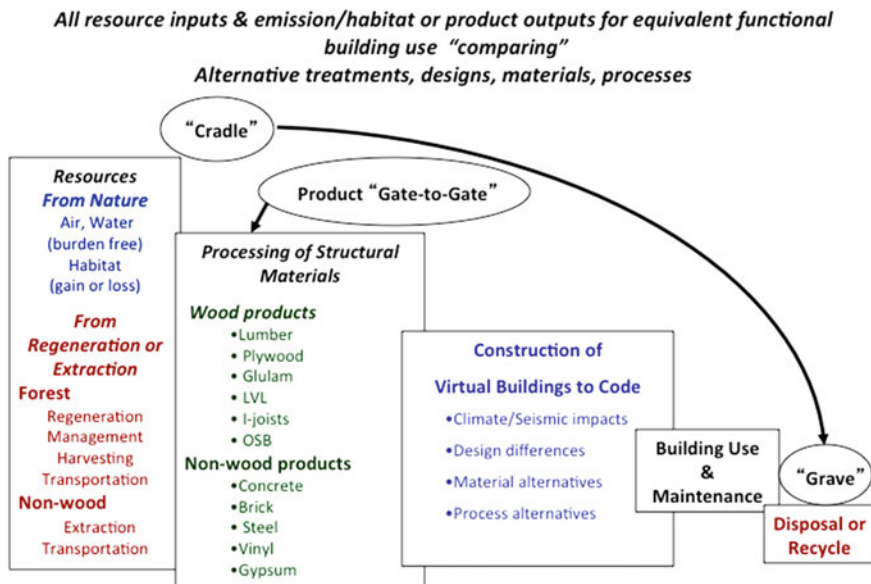 All resource inputs & emission/habitat or product outputs for equivalent functional
building use “comparing”
Alternative treatments, designs, materials, processes
“Cradle”
Resources
From Nature
Air, Water
(burden free)
Habitat
(gain or loss)
From
Regeneration or
Extraction
Forest
Regeneration
Management
Harvesting
Transportation
Non-wood
Extraction
Transportation
Product “Gate-to-Gate”
Processing of Structural
Materials
Wood products
•Lumber
• Plywood
• Glulam
• LVL
• I-joists
• OSB
Non-wood products
•Concrete
•Brick
• Steel
•Vinyl
•Gypsum
Construction of
Virtual Buildings to Code
•Climate/Seismic impacts
•Design differences
•Material alternatives
•Process alternatives
Building Use
&
Maintenance
“Grave”
Disposal or
Recycle